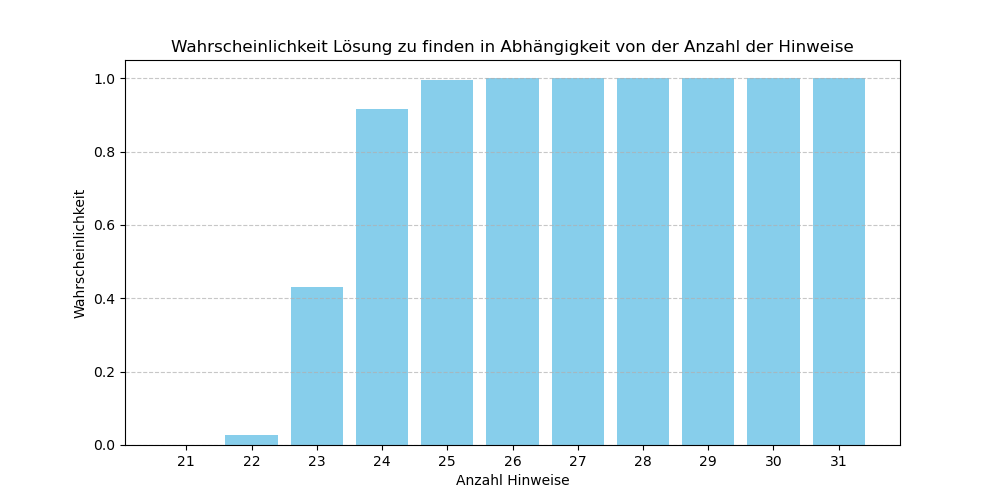 Wahrscheinlichkeit Lösung zu finden in Abhängigkeit von der Anzahl der Hinweise
1.0
0.8
0.6
0.4
0.2
0.0
Wahrscheinlichkeit
21 22 23 24 25 26 27 28 29 30 31
Anzahl Hinweise